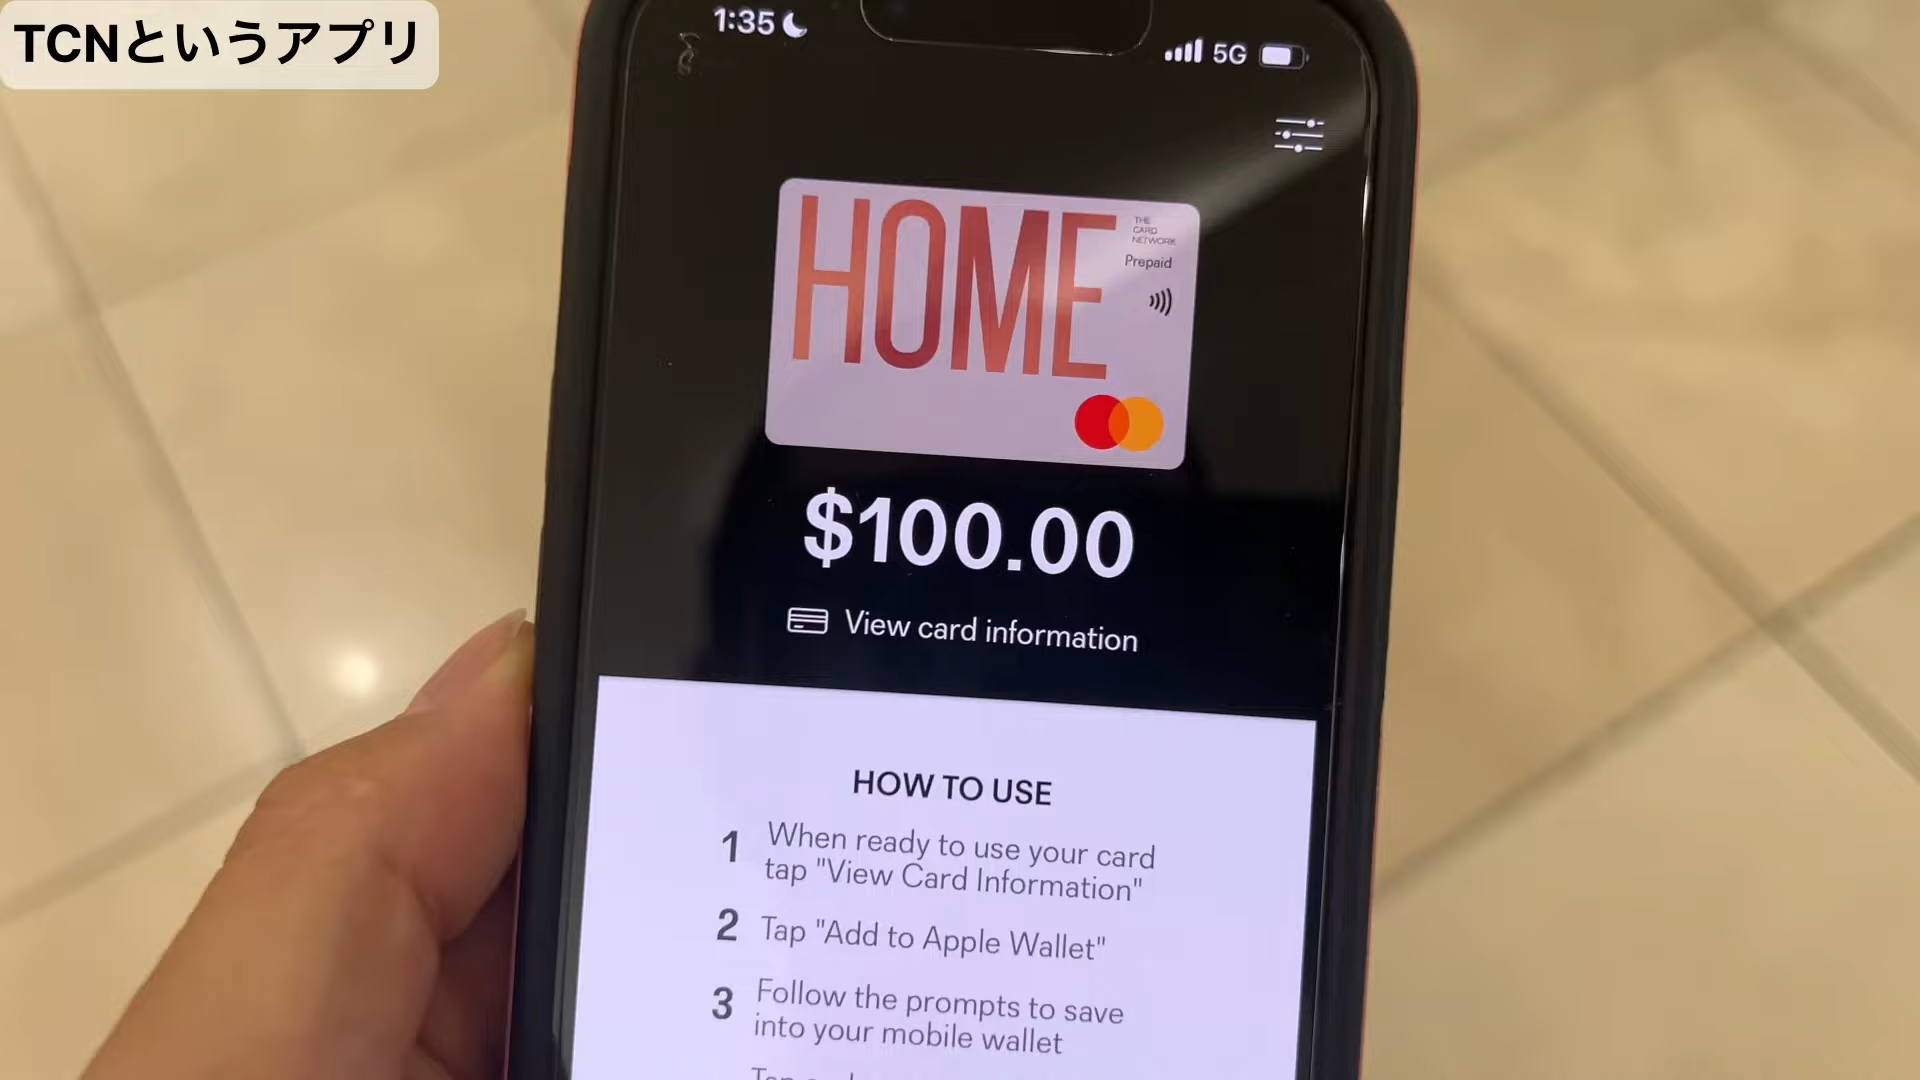 TCNというアプリ
1:35
5G
HOME
THE
CARD
NETWORK
Prepaid
$100.00
View card information
HOW TO USE
1 When ready to use your card
tap "View Card Information"
2 Tap "Add to Apple Wallet"
3 Follow the prompts to save
into your mobile wallet